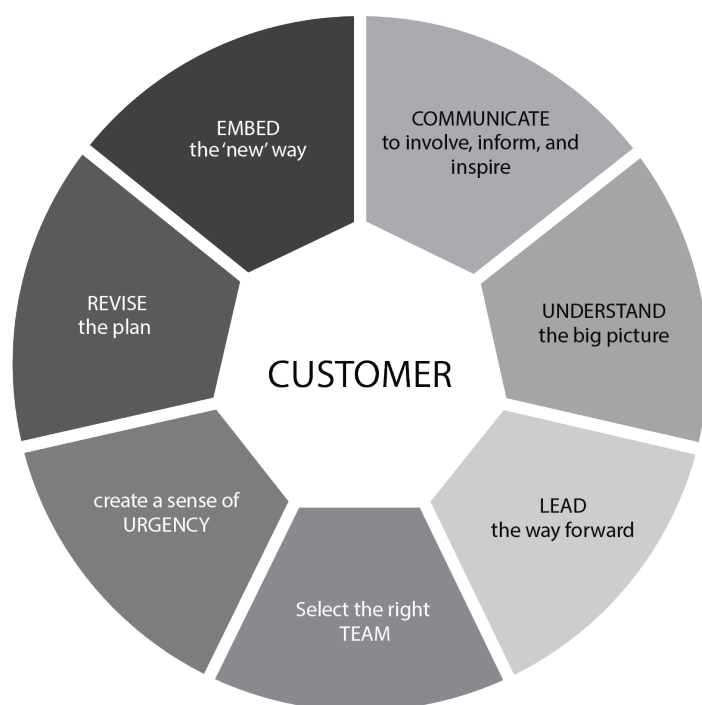 EMBED
the ‘new’ way
COMMUNICATE
to involve, inform, and
inspire
UNDERSTAND
the big picture
LEAD
the way forward
Select the right
TEAM
create a sense of
URGENCY
REVISE
the plan
CUSTOMER